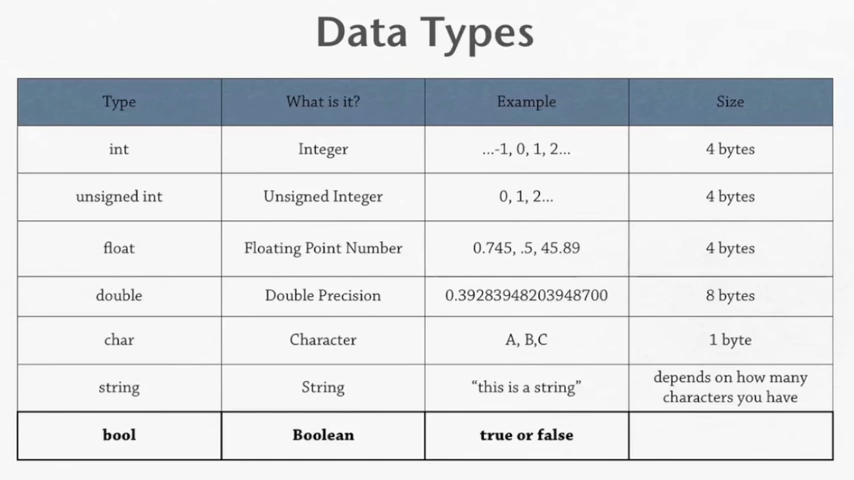 Data Types
Type What is it? Example Size
int Integer ...-1, 0, 1, 2... 4 bytes
unsigned int Unsigned Integer 0, 1, 2... 4 bytes
float Floating Point Number 0.745, .5, 45.89 4 bytes
double Double Precision 0.39283948203948700 8 bytes
char Character A, B,C 1 byte
string String “this is a string” depends on how many
characters you have
bool Boolean true or false